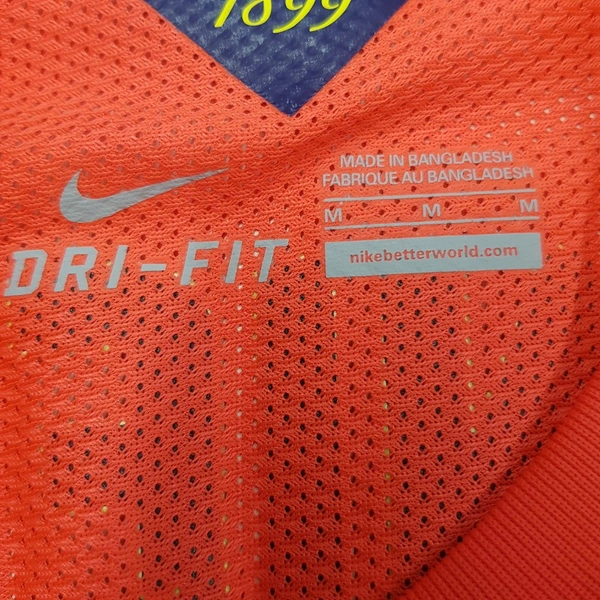 1899
MADE IN BANGLADESH
FABRIQUE AU BANGLADESH
M M M
DRI-FIT
nikebetterworld.com